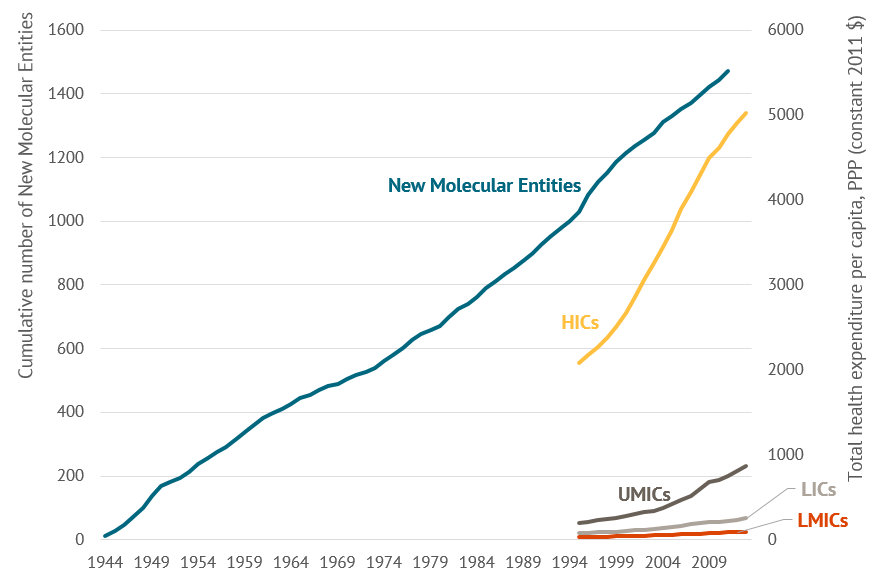 Cumulative number of New Molecular Entities
1600
1400
1200
1000
800
600
400
200
0
New Molecular Entities
HICs
UMICs
LICs
LMICs
6000
5000
4000
3000
2000
1000
0
Total health expenditure per capita, PPP (constant 2011 $)
1944 1949 1954 1959 1964 1969 1974 1979 1984 1989 1994 1999 2004 2009